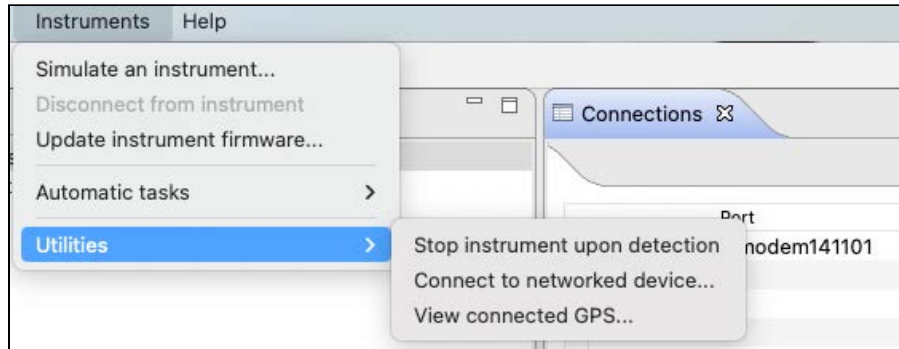 Instruments Help
Simulate an instrument...
Disconnect from instrument
Update instrument firmware...
Automatic tasks
Utilities
Stop instrument upon detection
Connect to networked device...
View connected GPS...
Connections
Port
modem141101